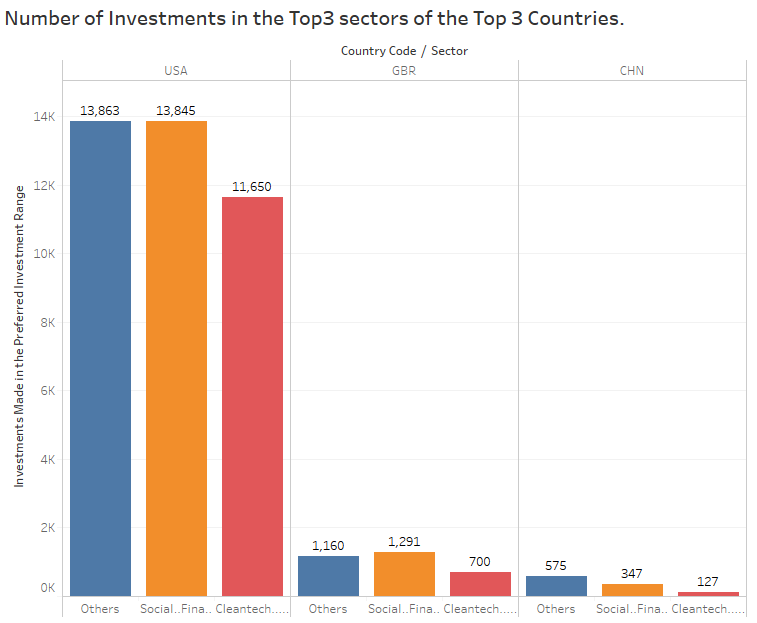 Number of Investments in the Top3 sectors of the Top 3 Countries.
Country Code / Sector
USA GBR CHN
Investments Made in the Preferred Investment Range
14K
12K
10K
8K
6K
4K
2K
0K
13,863 13,845 11,650
1,160 1,291 700
575 347 127
Others Social..Fina.. Cleantech..... Others Social..Fina.. Cleantech..... Others Social..Fina.. Cleantech.....